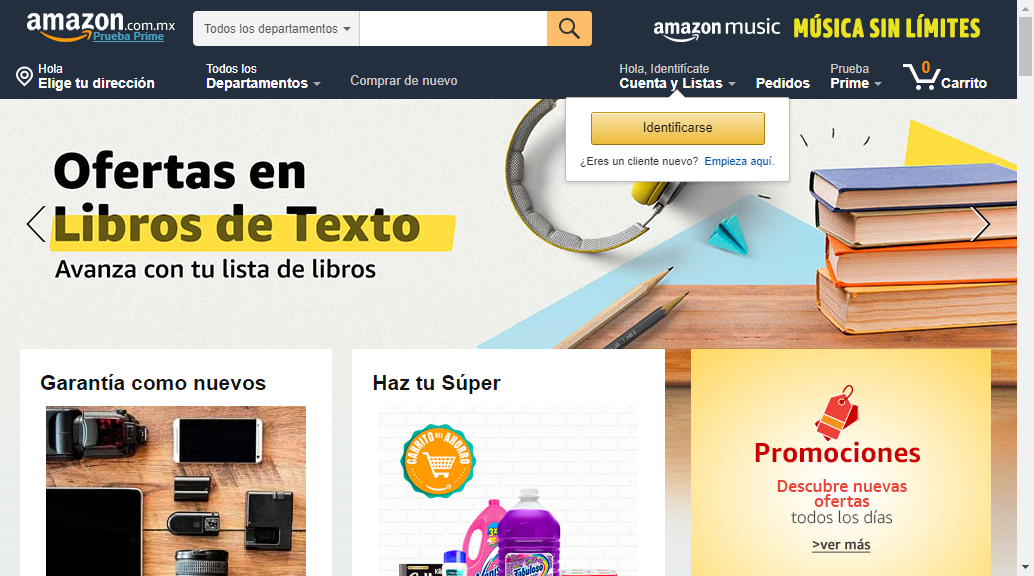 amazon.com.mx
Prueba Prime
Todos los departamentos
amazon music MÚSICA SIN LÍMITES
Hola
Elige tu dirección
Todos los
Departamentos
Comprar de nuevo
Hola, Identifícate
Cuenta y Listas
Pedidos
Prueba
Prime
0
Carrito
Identificarse
¿Eres un cliente nuevo? Empieza aquí.
Ofertas en
Libros de Texto
Avanza con tu lista de libros
Garantía como nuevos
Haz tu Súper
CARRITO DEL AHORRO
Fabuloso
Promociones
Descubre nuevas
ofertas
todos los días
>ver más